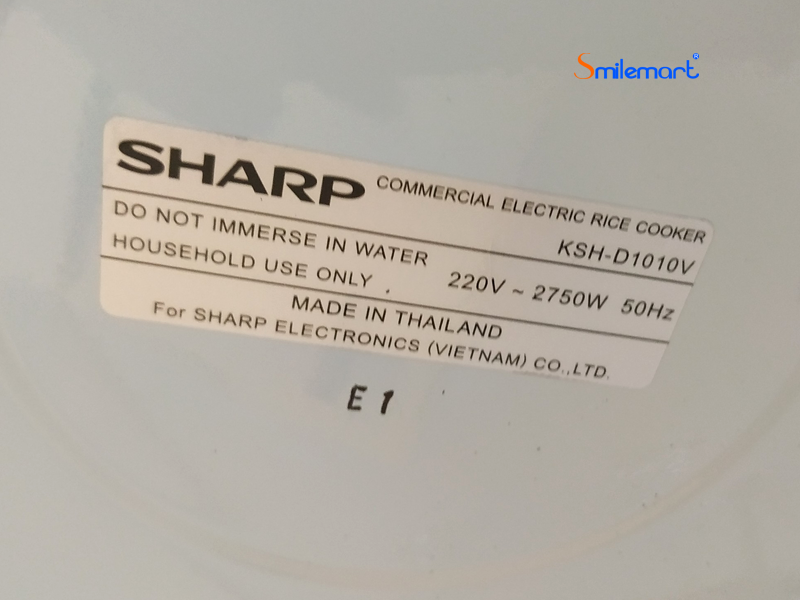 Smilemart®
SHARP COMMERCIAL ELECTRIC RICE COOKER
KSH-D1010V
DO NOT IMMERSE IN WATER
HOUSEHOLD USE ONLY
220V ~ 2750W 50Hz
MADE IN THAILAND
For SHARP ELECTRONICS (VIETNAM) CO.,LTD.
E 1